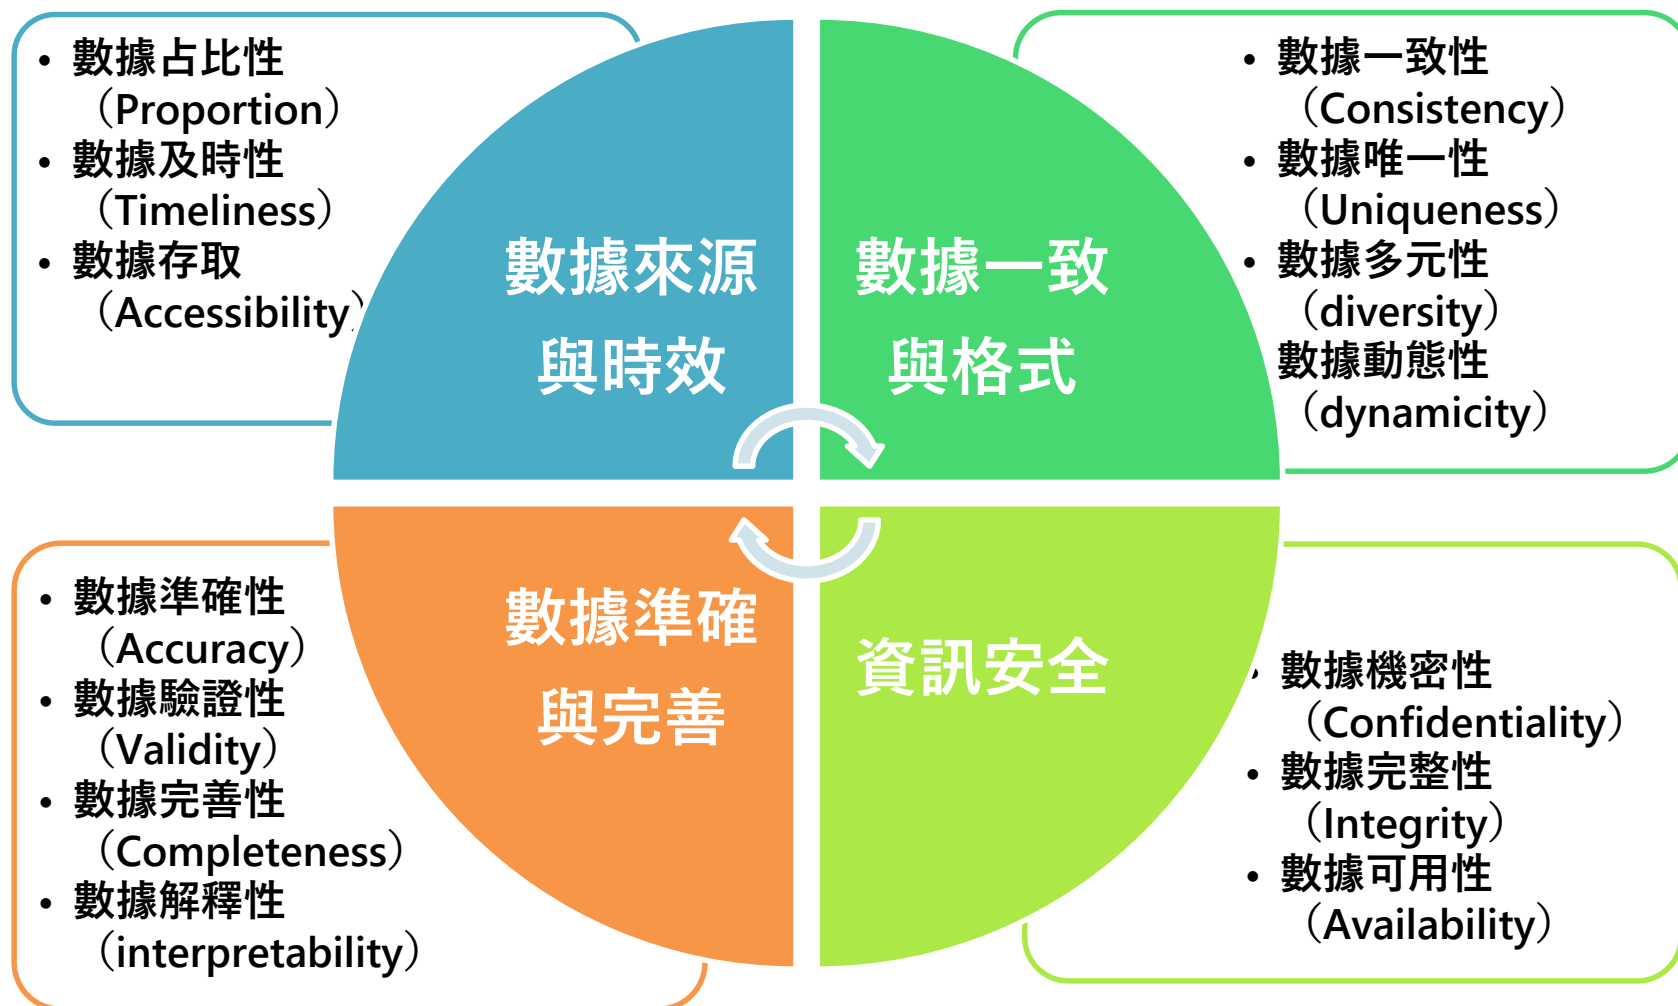 • 數據占比性
（Proportion）
• 數據及時性
（Timeliness）
• 數據存取
（Accessibility）
數據來源
與時效
數據一致
與格式
• 數據一致性
（Consistency）
• 數據唯一性
（Uniqueness）
• 數據多元性
（diversity）
數據動態性
（dynamicity）
• 數據準確性
（Accuracy）
• 數據驗證性
（Validity）
• 數據完善性
（Completeness）
• 數據解釋性
（interpretability）
數據準確
與完善
資訊安全
• 數據機密性
（Confidentiality）
• 數據完整性
（Integrity）
• 數據可用性
（Availability）